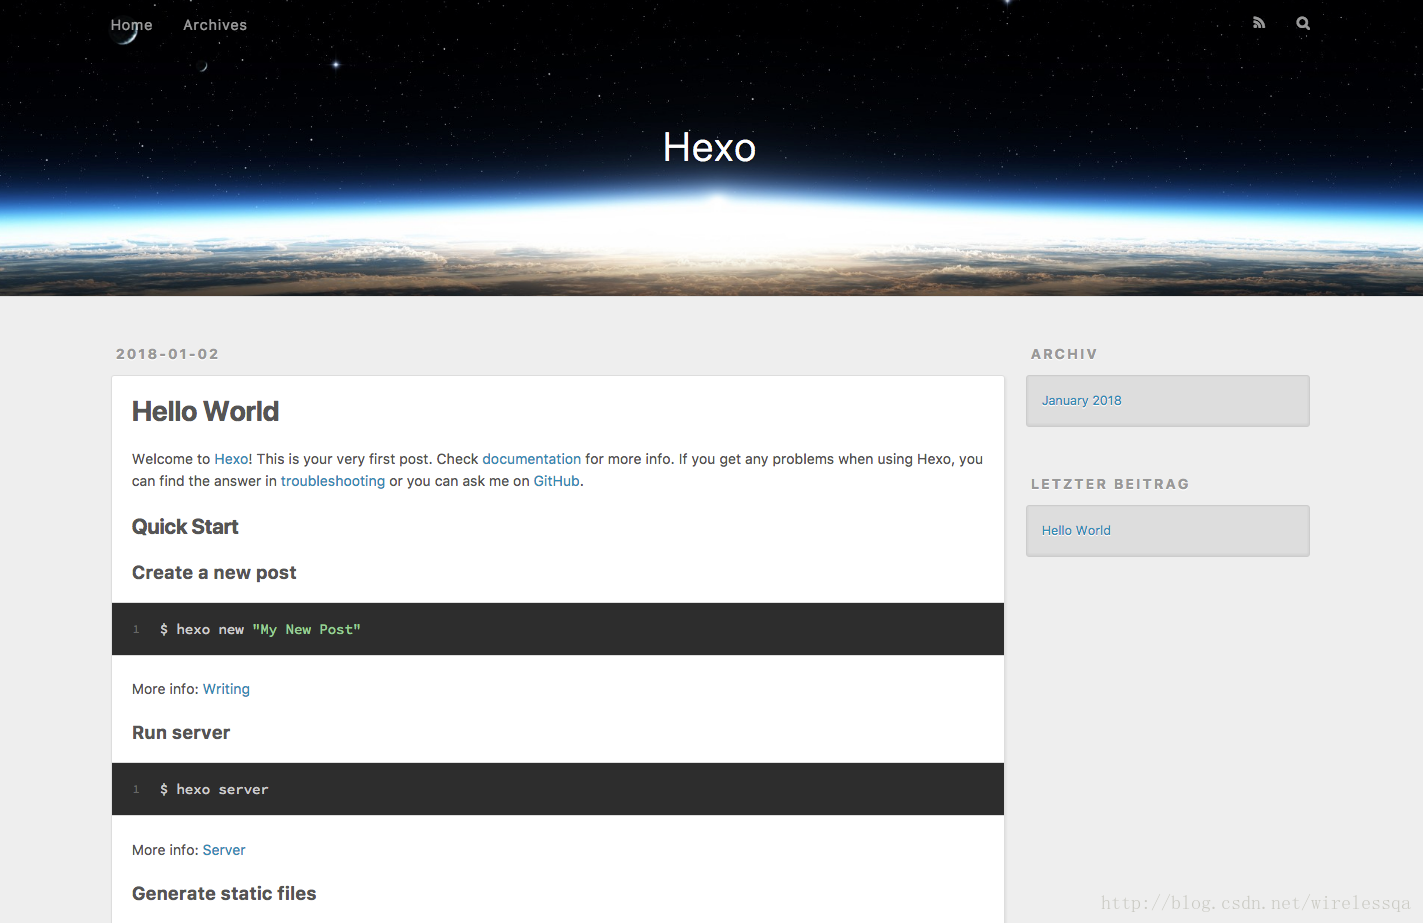 Home Archives
Hexo
2018-01-02
Hello World
Welcome to Hexo! This is your very first post. Check documentation for more info. If you get any problems when using Hexo, you
can find the answer in troubleshooting or you can ask me on GitHub.
Quick Start
Create a new post
1 $ hexo new "My New Post"
More info: Writing
Run server
1 $ hexo server
More info: Server
Generate static files
ARCHIV
January 2018
LETZTER BEITRAG
Hello World
http://blog.csdn.net/wirelessqa